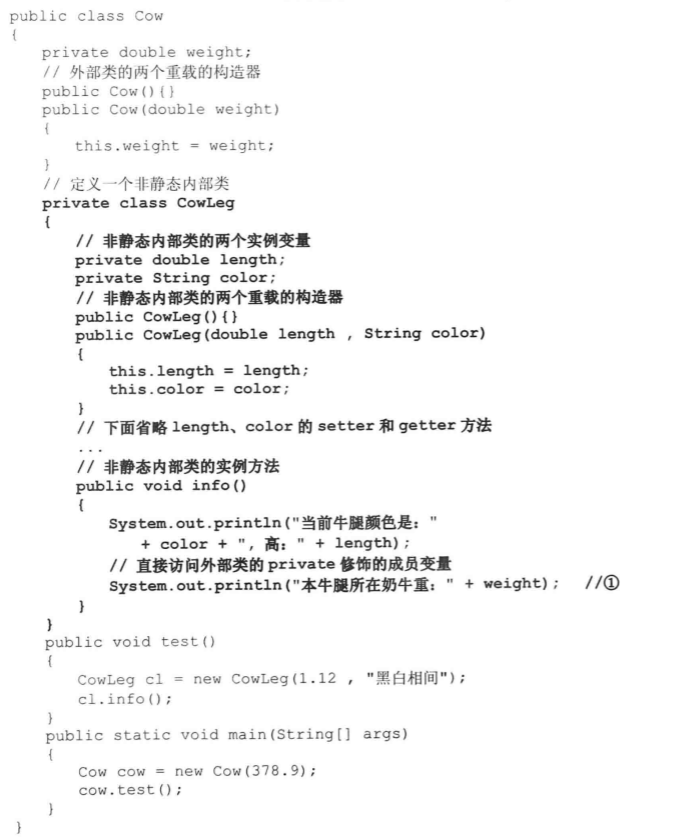 public class Cow
{
private double weight;
// 外部类的两个重载的构造器
public Cow(){}
public Cow(double weight)
{
this.weight = weight;
}
// 定义一个非静态内部类
private class CowLeg
{
// 非静态内部类的两个实例变量
private double length;
private String color;
// 非静态内部类的两个重载的构造器
public CowLeg(){}
public CowLeg(double length , String color)
{
this.length = length;
this.color = color;
}
// 下面省略 length、color 的 setter 和 getter 方法
...
// 非静态内部类的实例方法
public void info()
{
System.out.println("当前牛腿颜色是："
+ color + ", 高：" + length);
// 直接访问外部类的 private 修饰的成员变量
System.out.println("本牛腿所在奶牛重：" + weight); //①
}
}
public void test()
{
CowLeg cl = new CowLeg(1.12 , "黑白相间");
cl.info();
}
public static void main(String[] args)
{
Cow cow = new Cow(378.9);
cow.test();
}
}